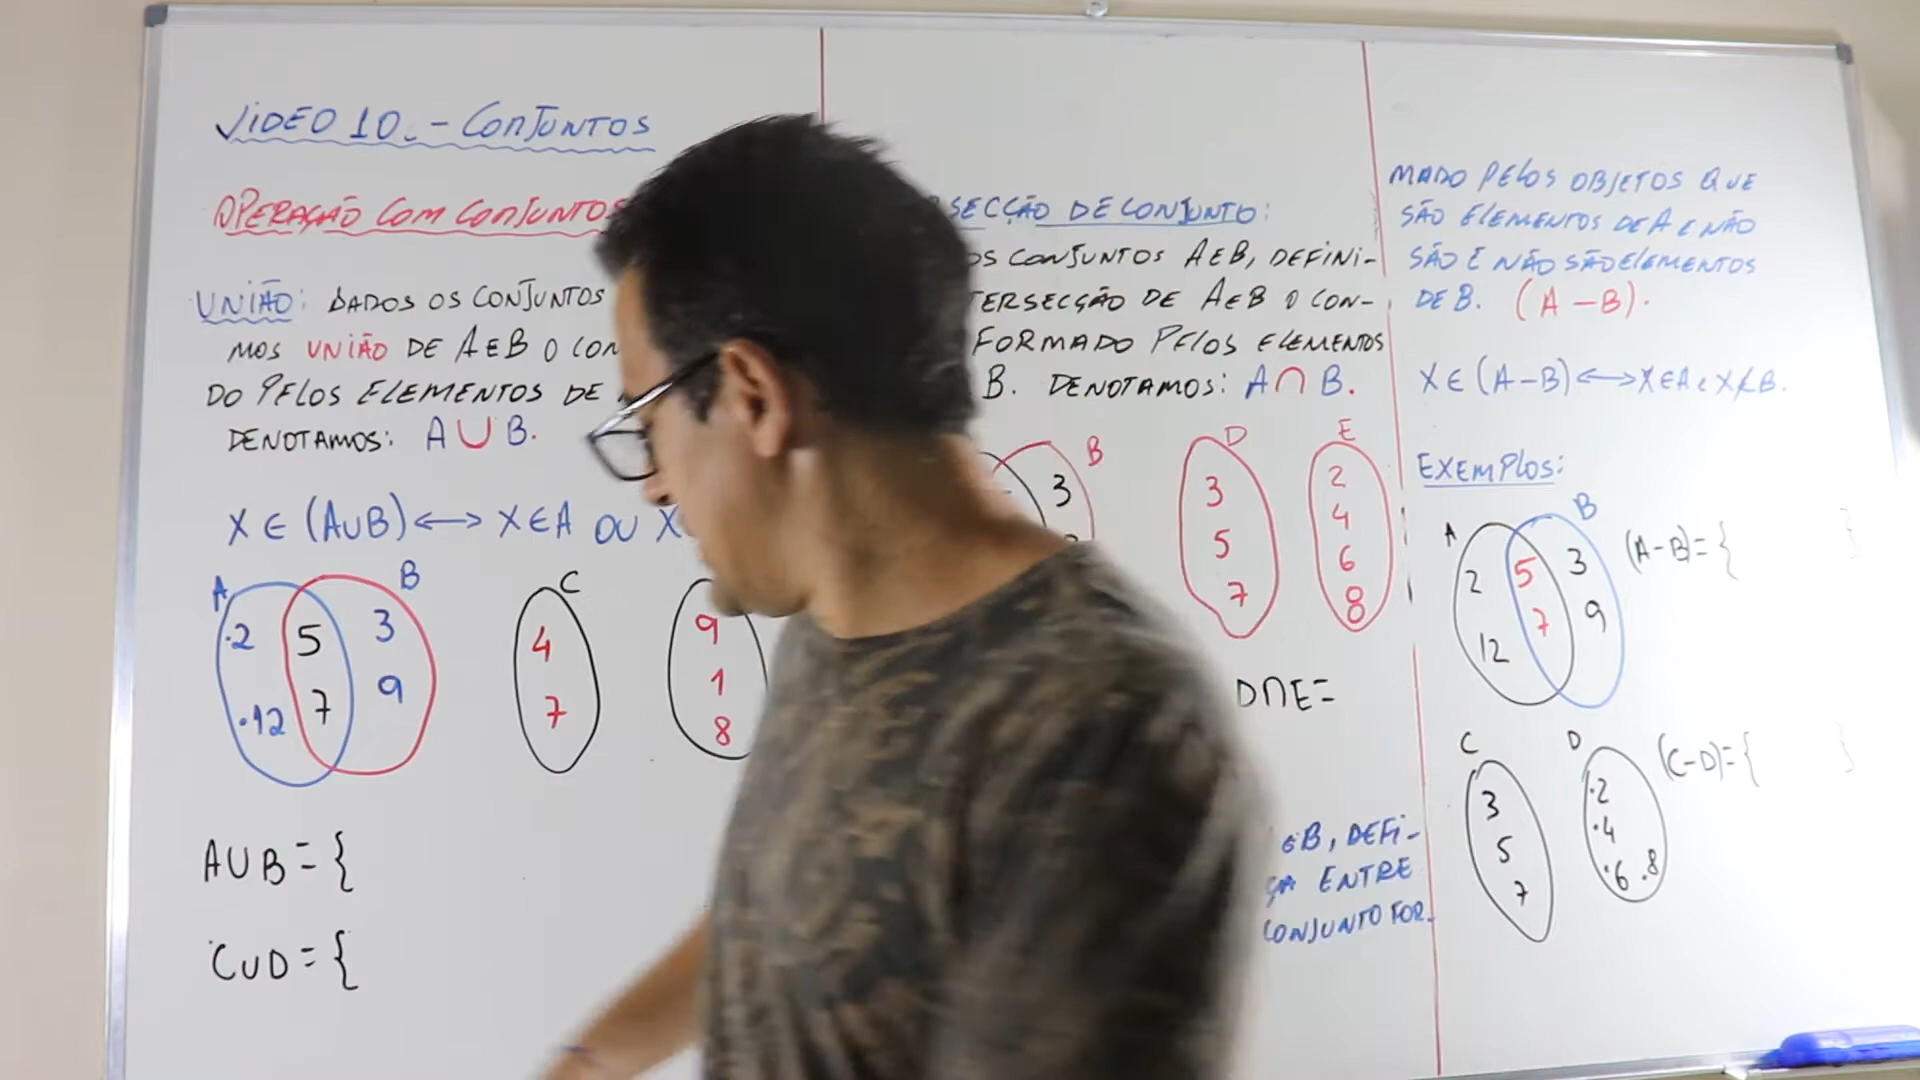 VIDEO 10. - CONJUNTOS
OPERAÇÃO COM CONJUNTOS
UNIÃO: DADOS OS CONJUNTOS
MOS UNIÃO DE A E B O CON
DO PELOS ELEMENTOS DE
DENOTAMOS: A ∪ B.
X ∈ (A∪B) ↔ X ∈ A OU X
A
B
.2
5
3
7
9
.12
C
4
7
9
1
8
A∪B = {
C∪D = {
SECÇÃO DE CONJUNTO:
OS CONJUNTOS A E B, DEFINI-
TERSECÇÃO DE A E B O CON-
FORMADO PELOS ELEMENTOS
B. DENOTAMOS: A ∩ B.
B
3
D
3
5
7
E
2
4
6
8
D∩E=
E B, DEFI-
ÇA ENTRE
CONJUNTO FOR.
MADO PELOS OBJETOS QUE
SÃO ELEMENTOS DE A E NÃO
SÃO E NÃO SÃO ELEMENTOS
DE B. (A - B).
X ∈ (A-B) ↔ X ∈ A e X ∉ B.
EXEMPLOS:
A
B
2
5
3
7
9
12
(A-B)= { }
C
3
5
7
D
.2
.4
.6 .8
(C-D)= { }